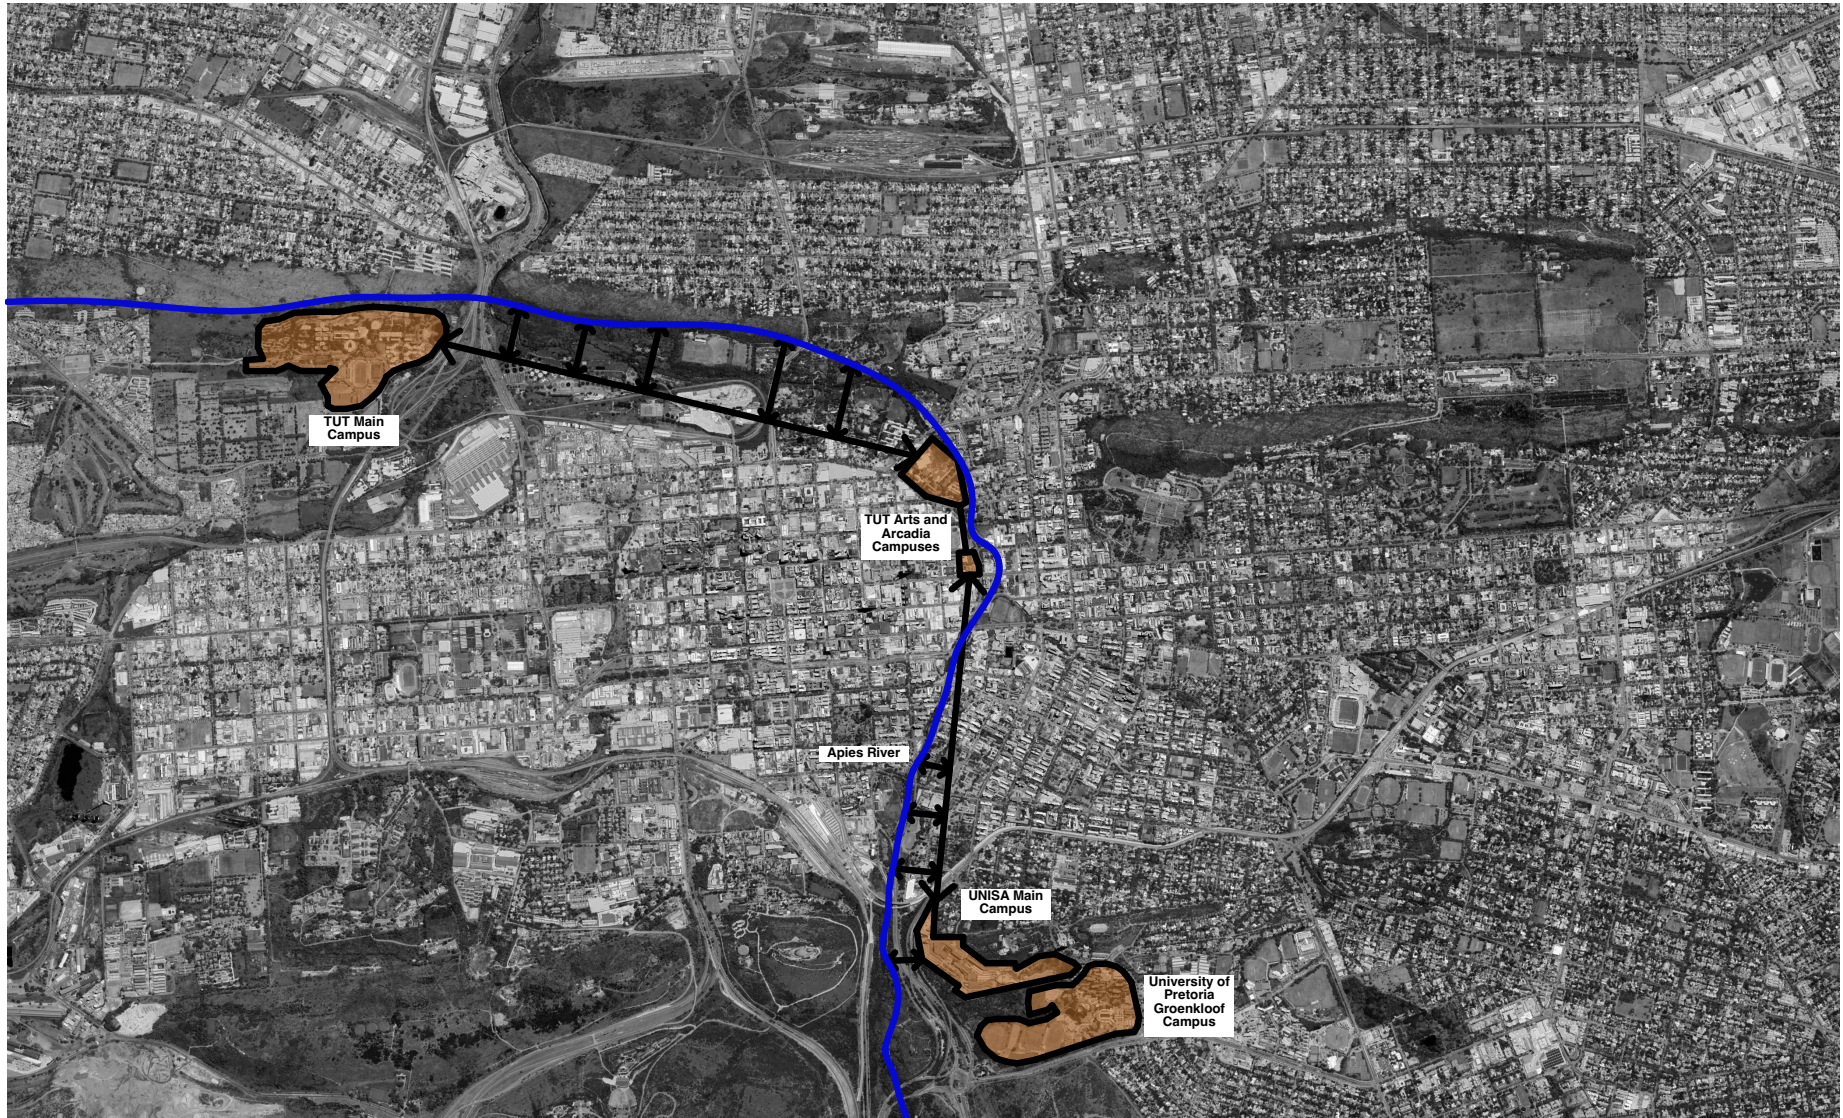 TUT Main
Campus
TUT Arts and
Arcadia
Campuses
Apies River
UNISA Main
Campus
University of
Pretoria
Groenkloof
Campus